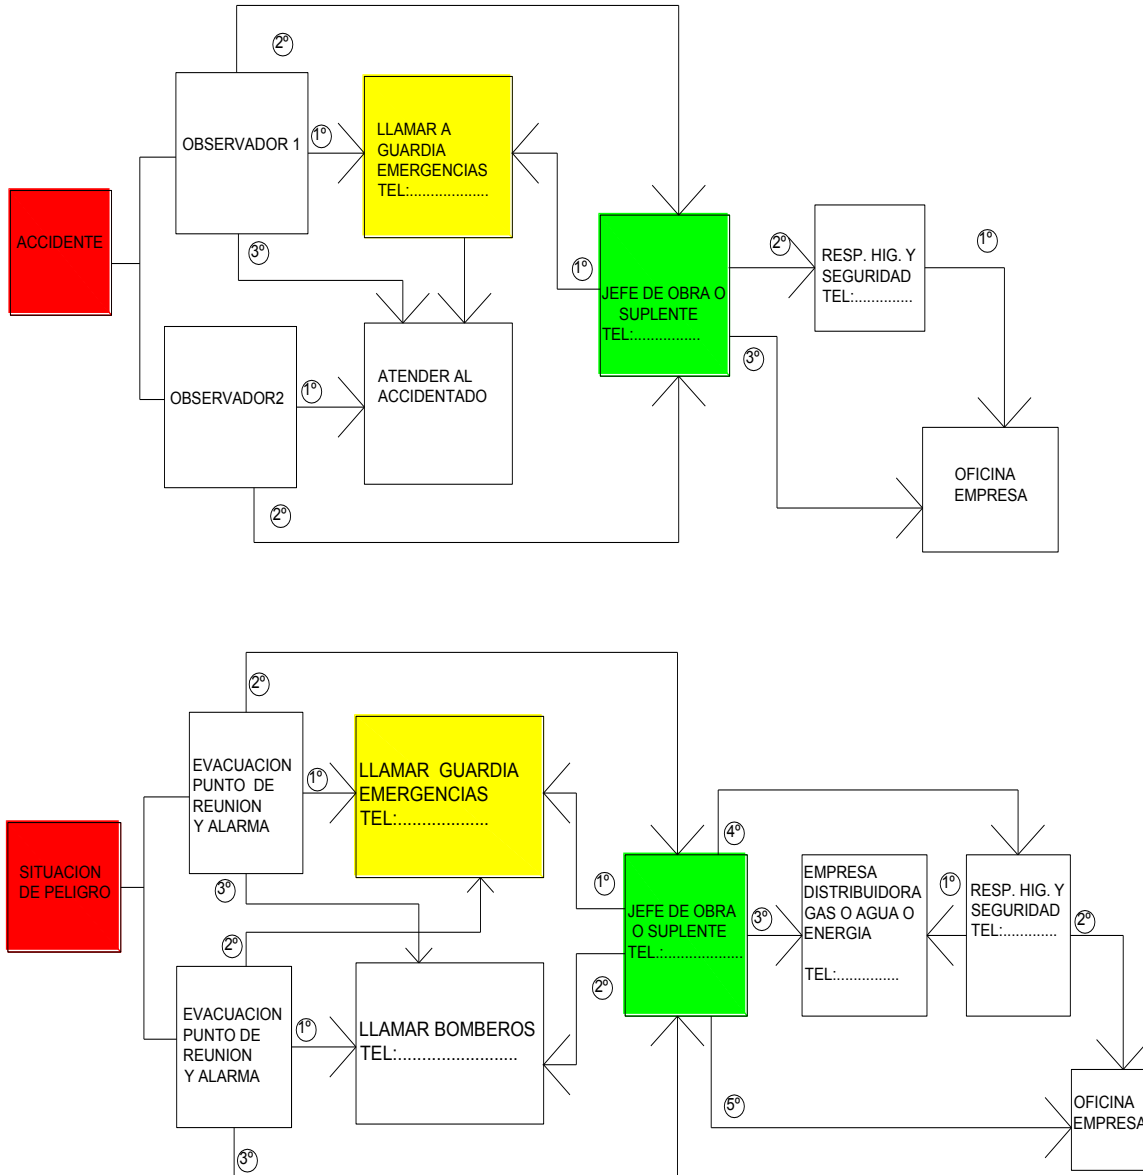 2º
OBSERVADOR 1
1º
LLAMAR A
GUARDIA
EMERGENCIAS
TEL:...................
ACCIDENTE
3º
1º
JEFE DE OBRA O
SUPLENTE
TEL:................
2º
RESP. HIG. Y
SEGURIDAD
TEL:..............
1º
3º
OBSERVADOR2
1º
ATENDER AL
ACCIDENTADO
2º
OFICINA
EMPRESA
2º
EVACUACION
PUNTO DE
REUNION
Y ALARMA
1º
LLAMAR GUARDIA
EMERGENCIAS
TEL:....................
SITUACION
DE PELIGRO
3º
2º
1º
JEFE DE OBRA
O SUPLENTE
TEL.:...................
2º
4º
3º
EMPRESA
DISTRIBUIDORA
GAS O AGUA O
ENERGIA
TEL:...............
1º
RESP. HIG. Y
SEGURIDAD
TEL:.............
2º
EVACUACION
PUNTO DE
REUNION
Y ALARMA
1º
LLAMAR BOMBEROS
TEL:.........................
3º
5º
OFICINA
EMPRESA